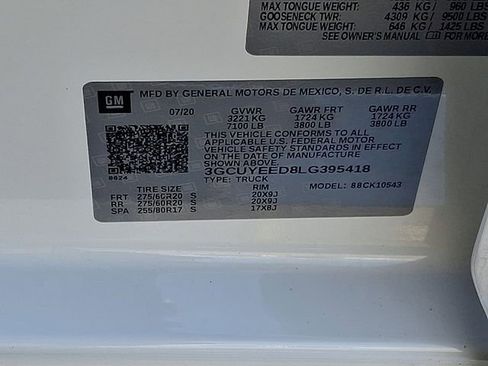 MAX TONGUE WEIGHT: 436 KG / 960 LBS
GOOSENECK TWR: 4309 KG / 9500 LBS
MAX TONGUE WEIGHT: 646 KG / 1425 LBS
SEE OWNER'S MANUAL FOR MORE
GM
MFD BY GENERAL MOTORS DE MEXICO, S. DE R.L. DE C.V.
07/20 GVWR GAWR FRT GAWR RR
3221 KG 1724 KG 1724 KG
7100 LB 3800 LB 3800 LB
THIS VEHICLE CONFORMS TO ALL
APPLICABLE U.S. FEDERAL MOTOR
VEHICLE SAFETY STANDARDS IN EFFECT
ON THE DATE OF MANUFACTURE
SHOWN ABOVE.
3GCUYEED8LG395418
8624
TYPE: TRUCK MODEL: 88CK10543
TIRE SIZE RIM
FRT 275/60R20 S 20X9J
RR 275/60R20 S 20X9J
SPA 255/80R17 S 17X8J